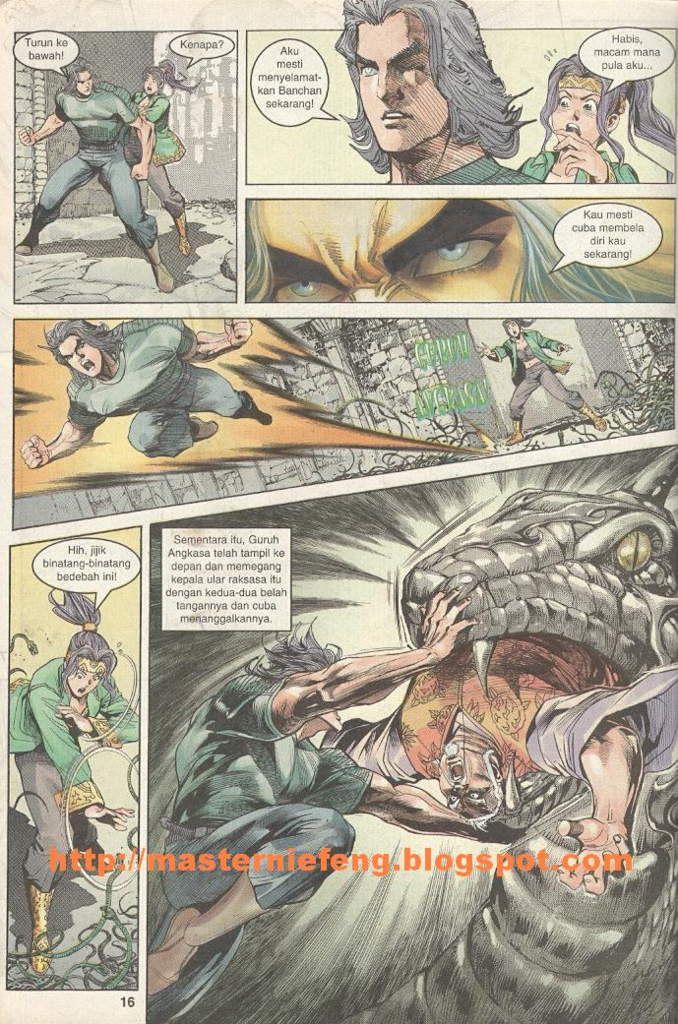 Turun ke
bawah!
Kenapa?
Aku
mesti
menyelamat-
kan Banchan
sekarang!
Habis,
macam mana
pula aku...
Kau mesti
cuba membela
diri kau
sekarang!
GURUH
ANGKASA!
Hih, jijik
binatang-binatang
bedebah ini!
Sementara itu, Guruh
Angkasa telah tampil ke
depan dan memegang
kepala ular raksasa itu
dengan kedua-dua belah
tangannya dan cuba
menanggalkannya.
http://masterniefeng.blogspot.com
16